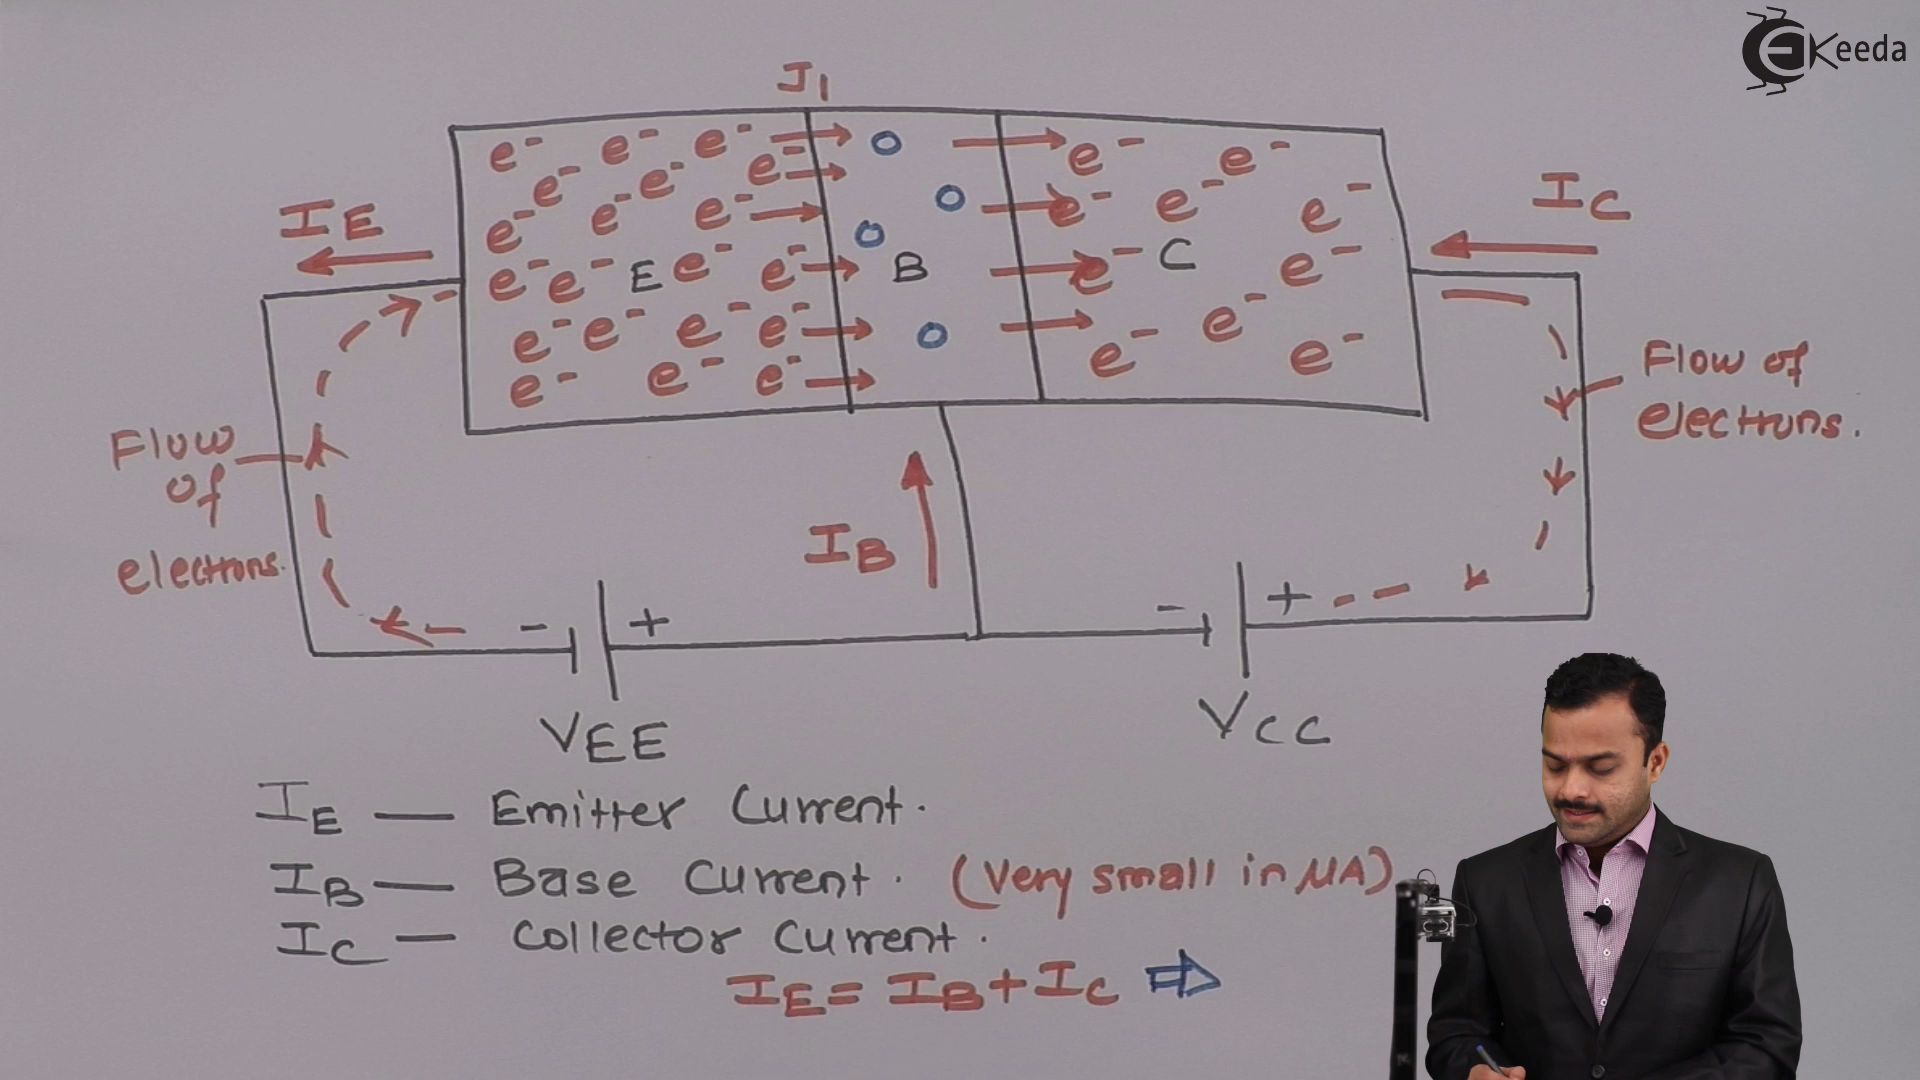 EKeeda
J1
e- e- e- e- e- e-
e- e- e- e- e- e-
IE e- e- e- e- IC
e- e- E e- e- B e- C e-
e- e- e- e- e-
e- e- e- e- e-
Flow of electrons.
Flow of electrons.
IB
- +
- +
VEE
VCC
IE — Emitter Current.
IB — Base Current. (Very small in µA)
IC — Collector Current.
IE = IB + IC ⇨